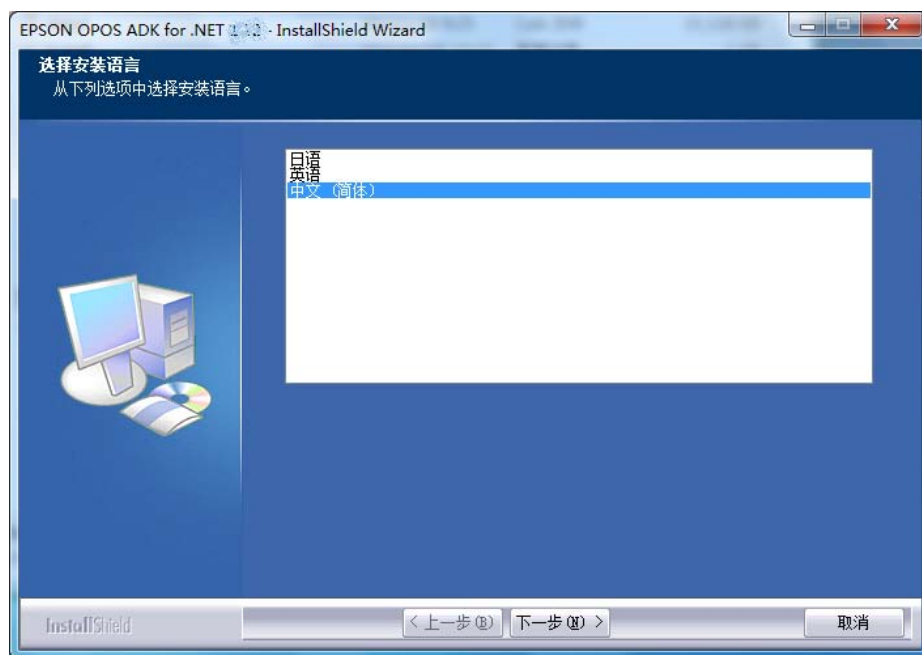 EPSON OPOS ADK for .NET - InstallShield Wizard
选择安装语言
从下列选项中选择安装语言。
日语
英语
中文 (简体)
InstallShield
< 上一步(B)
下一步(N) >
取消